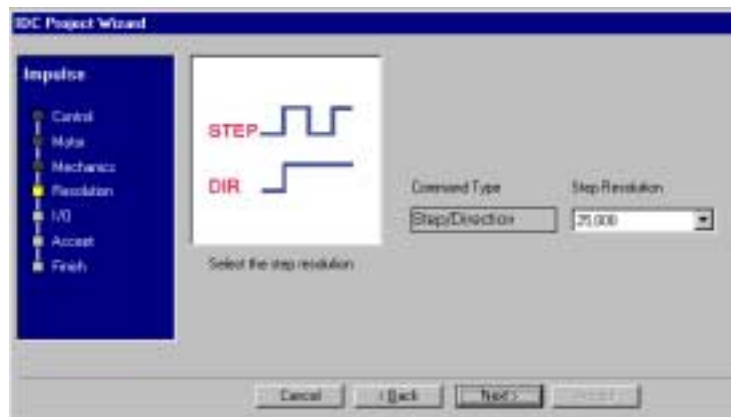 IDC Project Wizard
Impulse
Control
Motor
Mechanics
Resolution
I/O
Accept
Finish
STEP
DIR
Select the step resolution
Command Type
Step/Direction
Step Resolution
25,000
Cancel
< Back
Next >